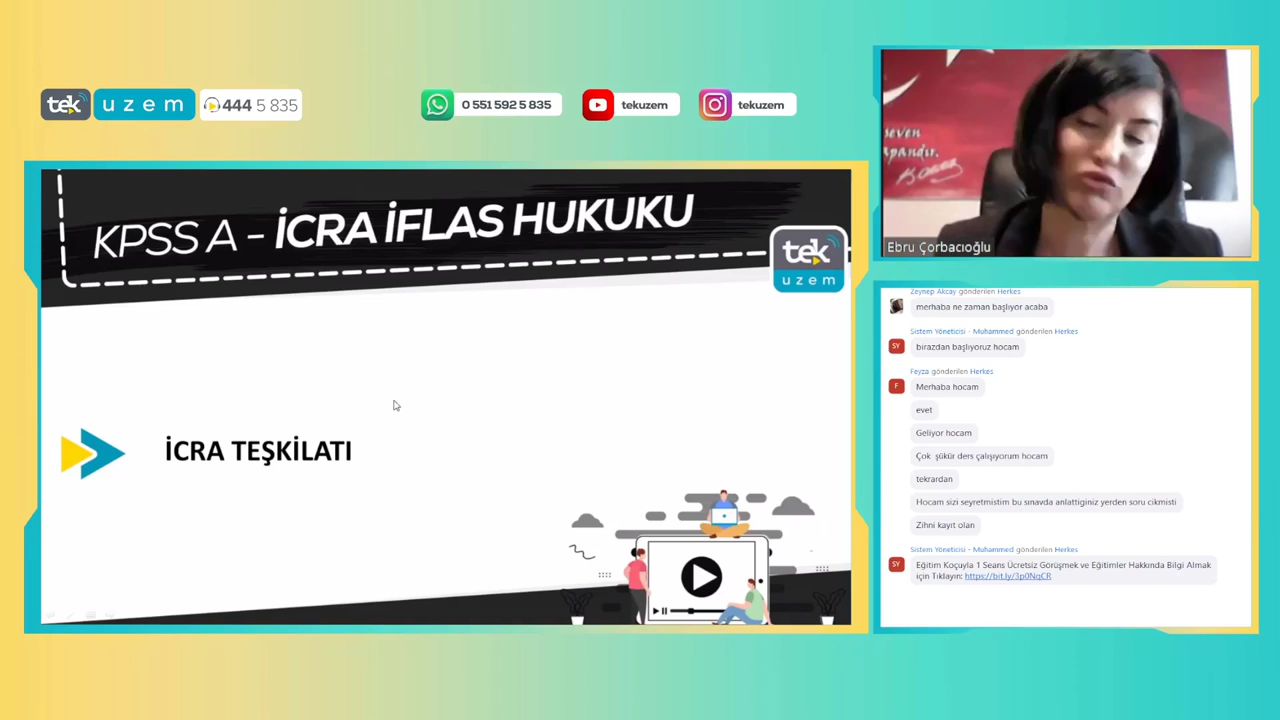 tek
uzem
444 5 835
0 551 592 5 835
tekuzem
tekuzem
KPSS A - İCRA İFLAS HUKUKU
tek
uzem
İCRA TEŞKİLATI
seven
apandır.
Ebru Çorbacıoğlu
Zeynep Akcay gönderilen Herkes
merhaba ne zaman başlıyor acaba
Sistem Yöneticisi - Muhammed gönderilen Herkes
SY
birazdan başlıyoruz hocam
Feyza gönderilen Herkes
F
Merhaba hocam
evet
Geliyor hocam
Çok şükür ders çalışıyorum hocam
tekrardan
Hocam sizi seyretmistim bu sınavda anlattiginiz yerden soru cikmisti
Zihni kayıt olan
Sistem Yöneticisi - Muhammed gönderilen Herkes
SY
Eğitim Koçuyla 1 Seans Ücretsiz Görüşmek ve Eğitimler Hakkında Bilgi Almak
için Tıklayın: https://bit.ly/3p0NqCR